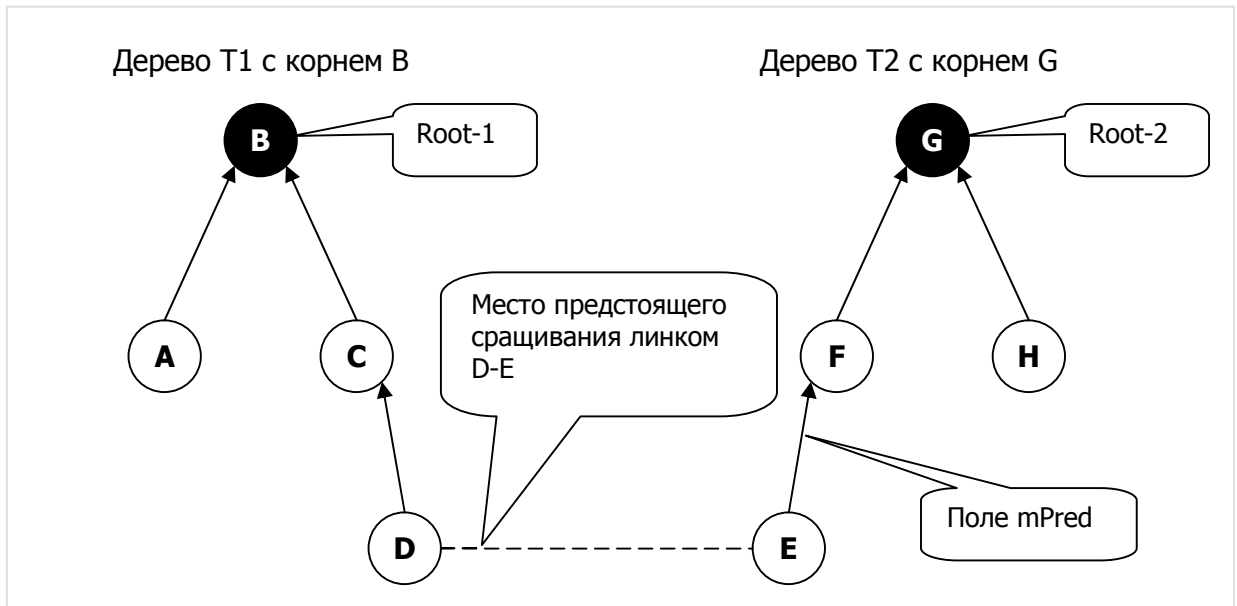 Дерево T1 с корнем B
Дерево T2 с корнем G
B
Root-1
G
Root-2
Место предстоящего
сращивания линком
D-E
A
C
F
H
Поле mPred
D
E